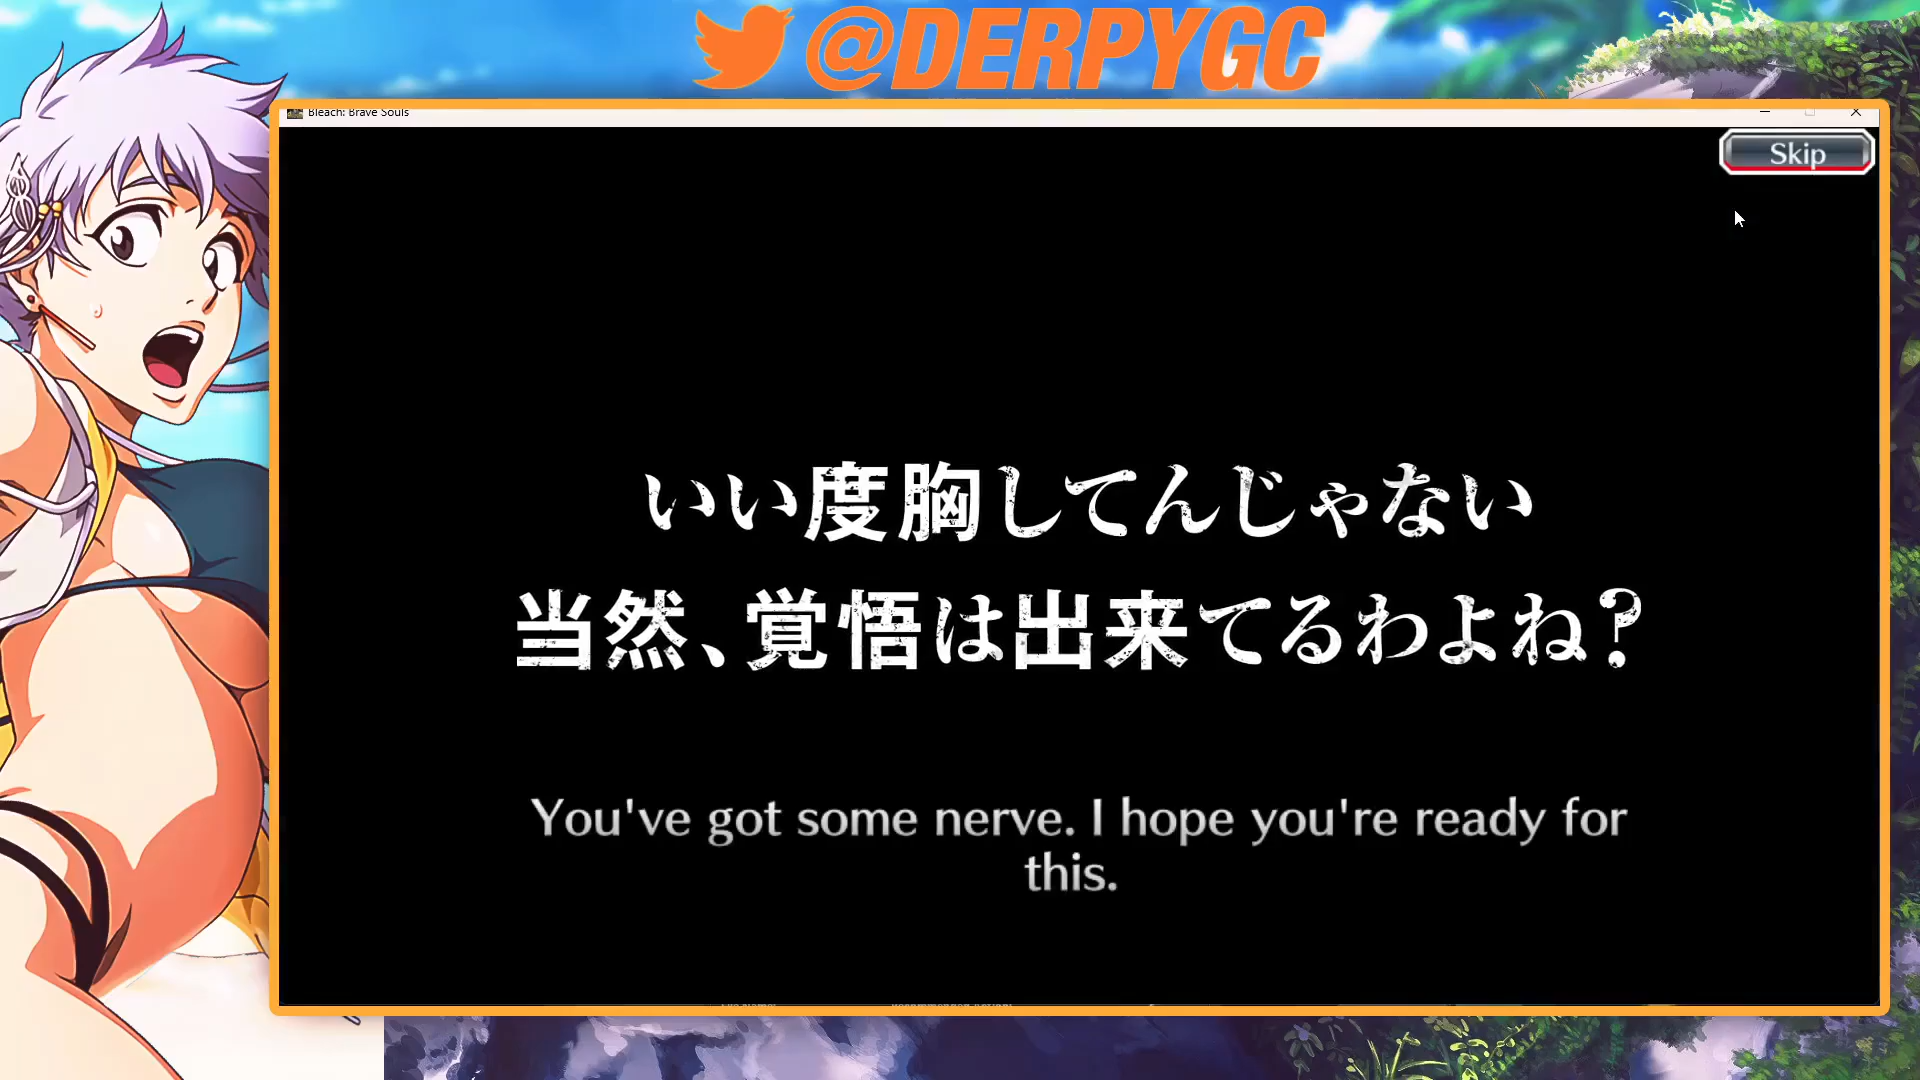 @DERPYGC
Bleach: Brave Souls
Skip
いい度胸してんじゃない
当然、覚悟は出来てるわよね?
You've got some nerve. I hope you're ready for
this.